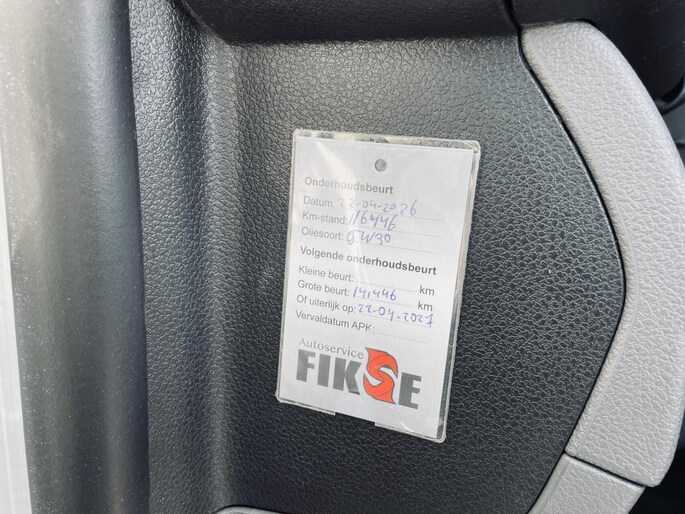 Onderhoudsbeurt
Datum: 22-04-2026
Km-stand: 116446
Oliesoort: 5W30
Volgende onderhoudsbeurt
Kleine beurt: km
Grote beurt: 141446 km
Of uiterlijk op: 22-04-2027
Vervaldatum APK:
Autoservice
FIKSE